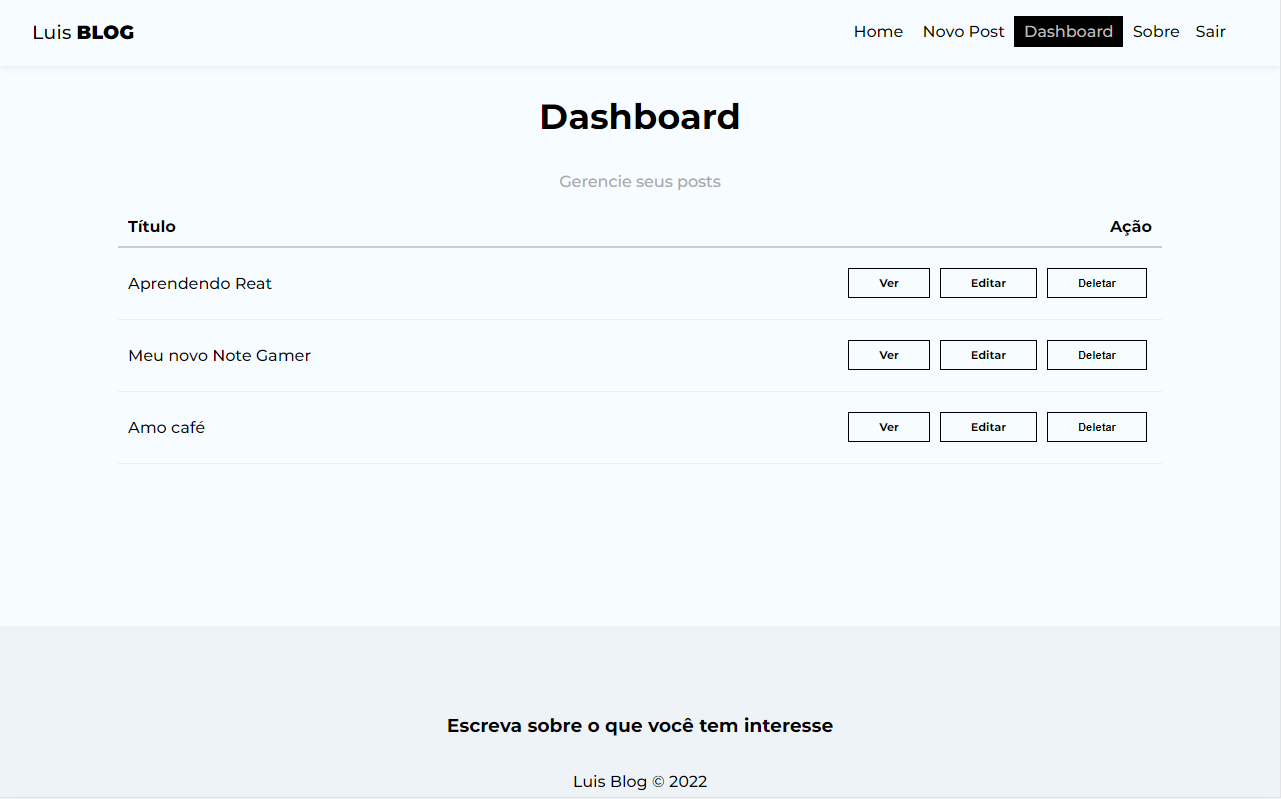 Luis BLOG Home Novo Post Dashboard Sobre Sair
Dashboard
Gerencie seus posts
Título Ação
Aprendendo Reat Ver Editar Deletar
Meu novo Note Gamer Ver Editar Deletar
Amo café Ver Editar Deletar
Escreva sobre o que você tem interesse
Luis Blog © 2022